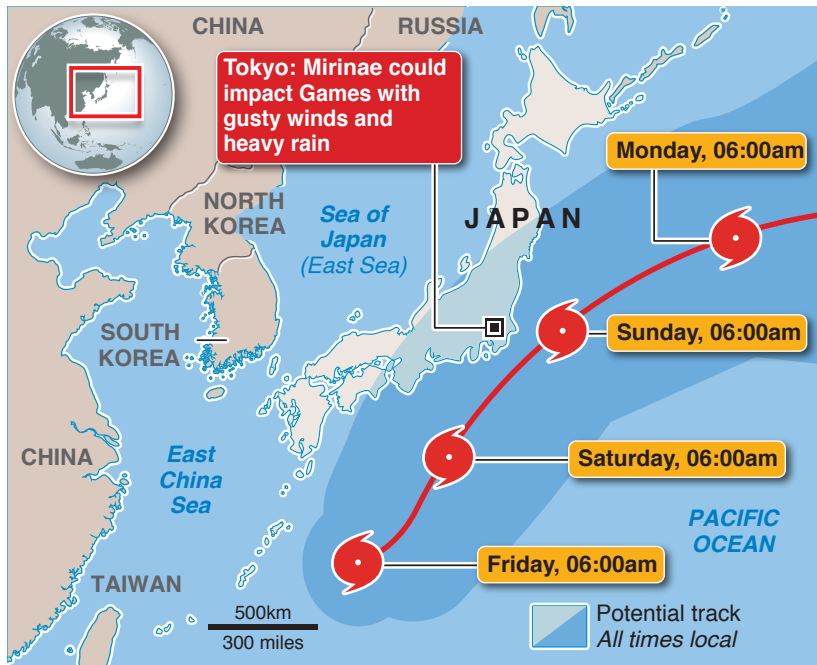 CHINA
RUSSIA
Tokyo: Mirinae could
impact Games with
gusty winds and
heavy rain
Monday, 06:00am
NORTH
KOREA
Sea of
Japan
(East Sea)
JAPAN
SOUTH
KOREA
Sunday, 06:00am
CHINA
East
China
Sea
Saturday, 06:00am
PACIFIC
OCEAN
Friday, 06:00am
TAIWAN
500km
300 miles
Potential track
All times local